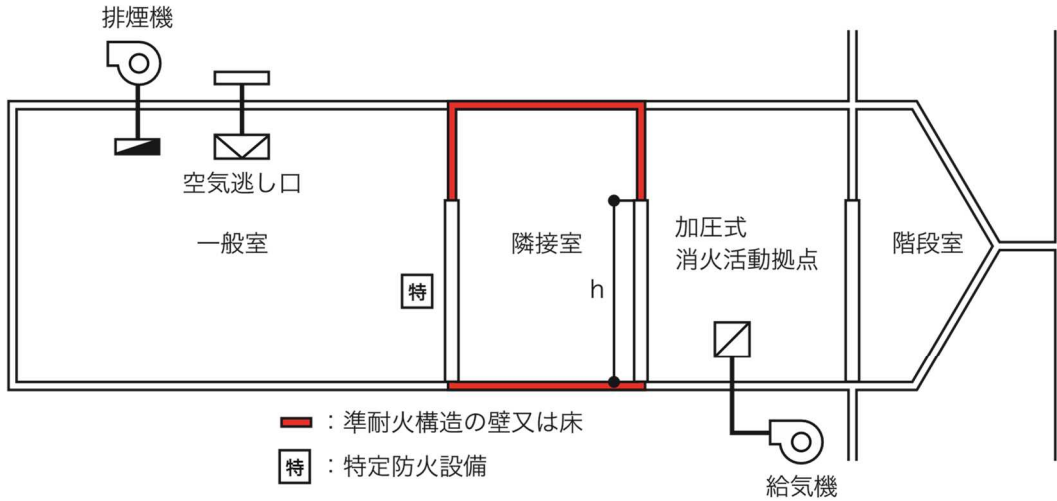 排煙機
空気逃し口
一般室
特
隣接室
h
加圧式
消火活動拠点
階段室
給気機
：準耐火構造の壁又は床
特：特定防火設備